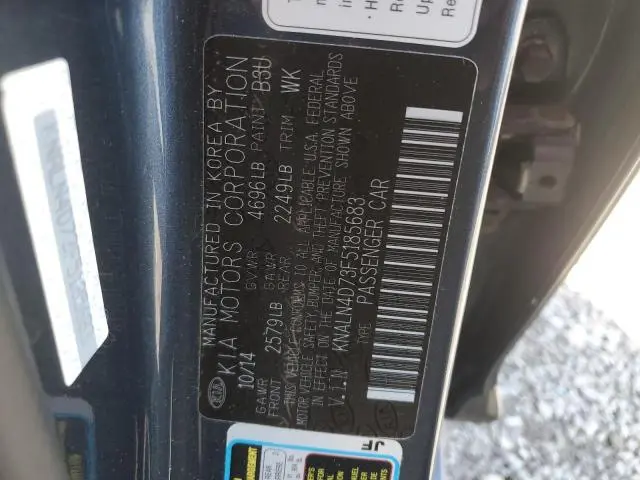 MANUFACTURED IN KOREA BY
KIA MOTORS CORPORATION
10/14 GVWR 4696LB PAINT B3U
GAWR FRONT 2579LB GAWR REAR 2249LB TRIM WK
THIS VEHICLE CONFORMS TO ALL APPLICABLE U.S.A. FEDERAL
MOTOR VEHICLE SAFETY, BUMPER, AND THEFT PREVENTION STANDARDS
IN EFFECT ON THE DATE OF MANUFACTURE SHOWN ABOVE
V.I.N KNALN4D73F5185683
TYPE PASSENGER CAR
KIA
JF